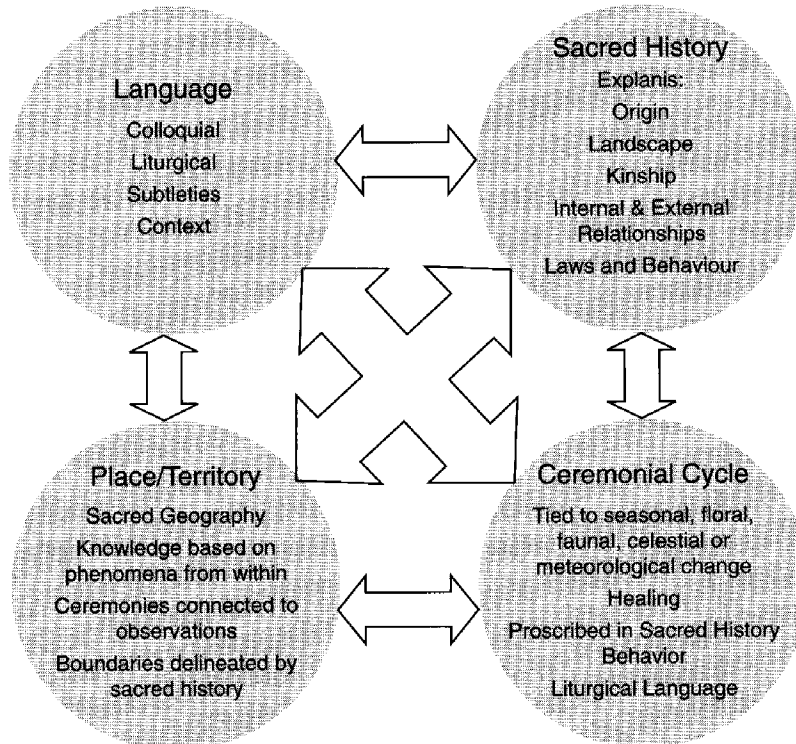 Language
Colloquial
Liturgical
Subtleties
Context
Sacred History
Explanis:
Origin
Landscape
Kinship
Internal & External
Relationships
Laws and Behaviour
Place/Territory
Sacred Geography
Knowledge based on
phenomena from within
Ceremonies connected to
observations
Boundaries delineated by
sacred history
Ceremonial Cycle
Tied to seasonal, floral,
faunal, celestial or
meteorological change
Healing
Proscribed in Sacred History
Behavior
Liturgical Language